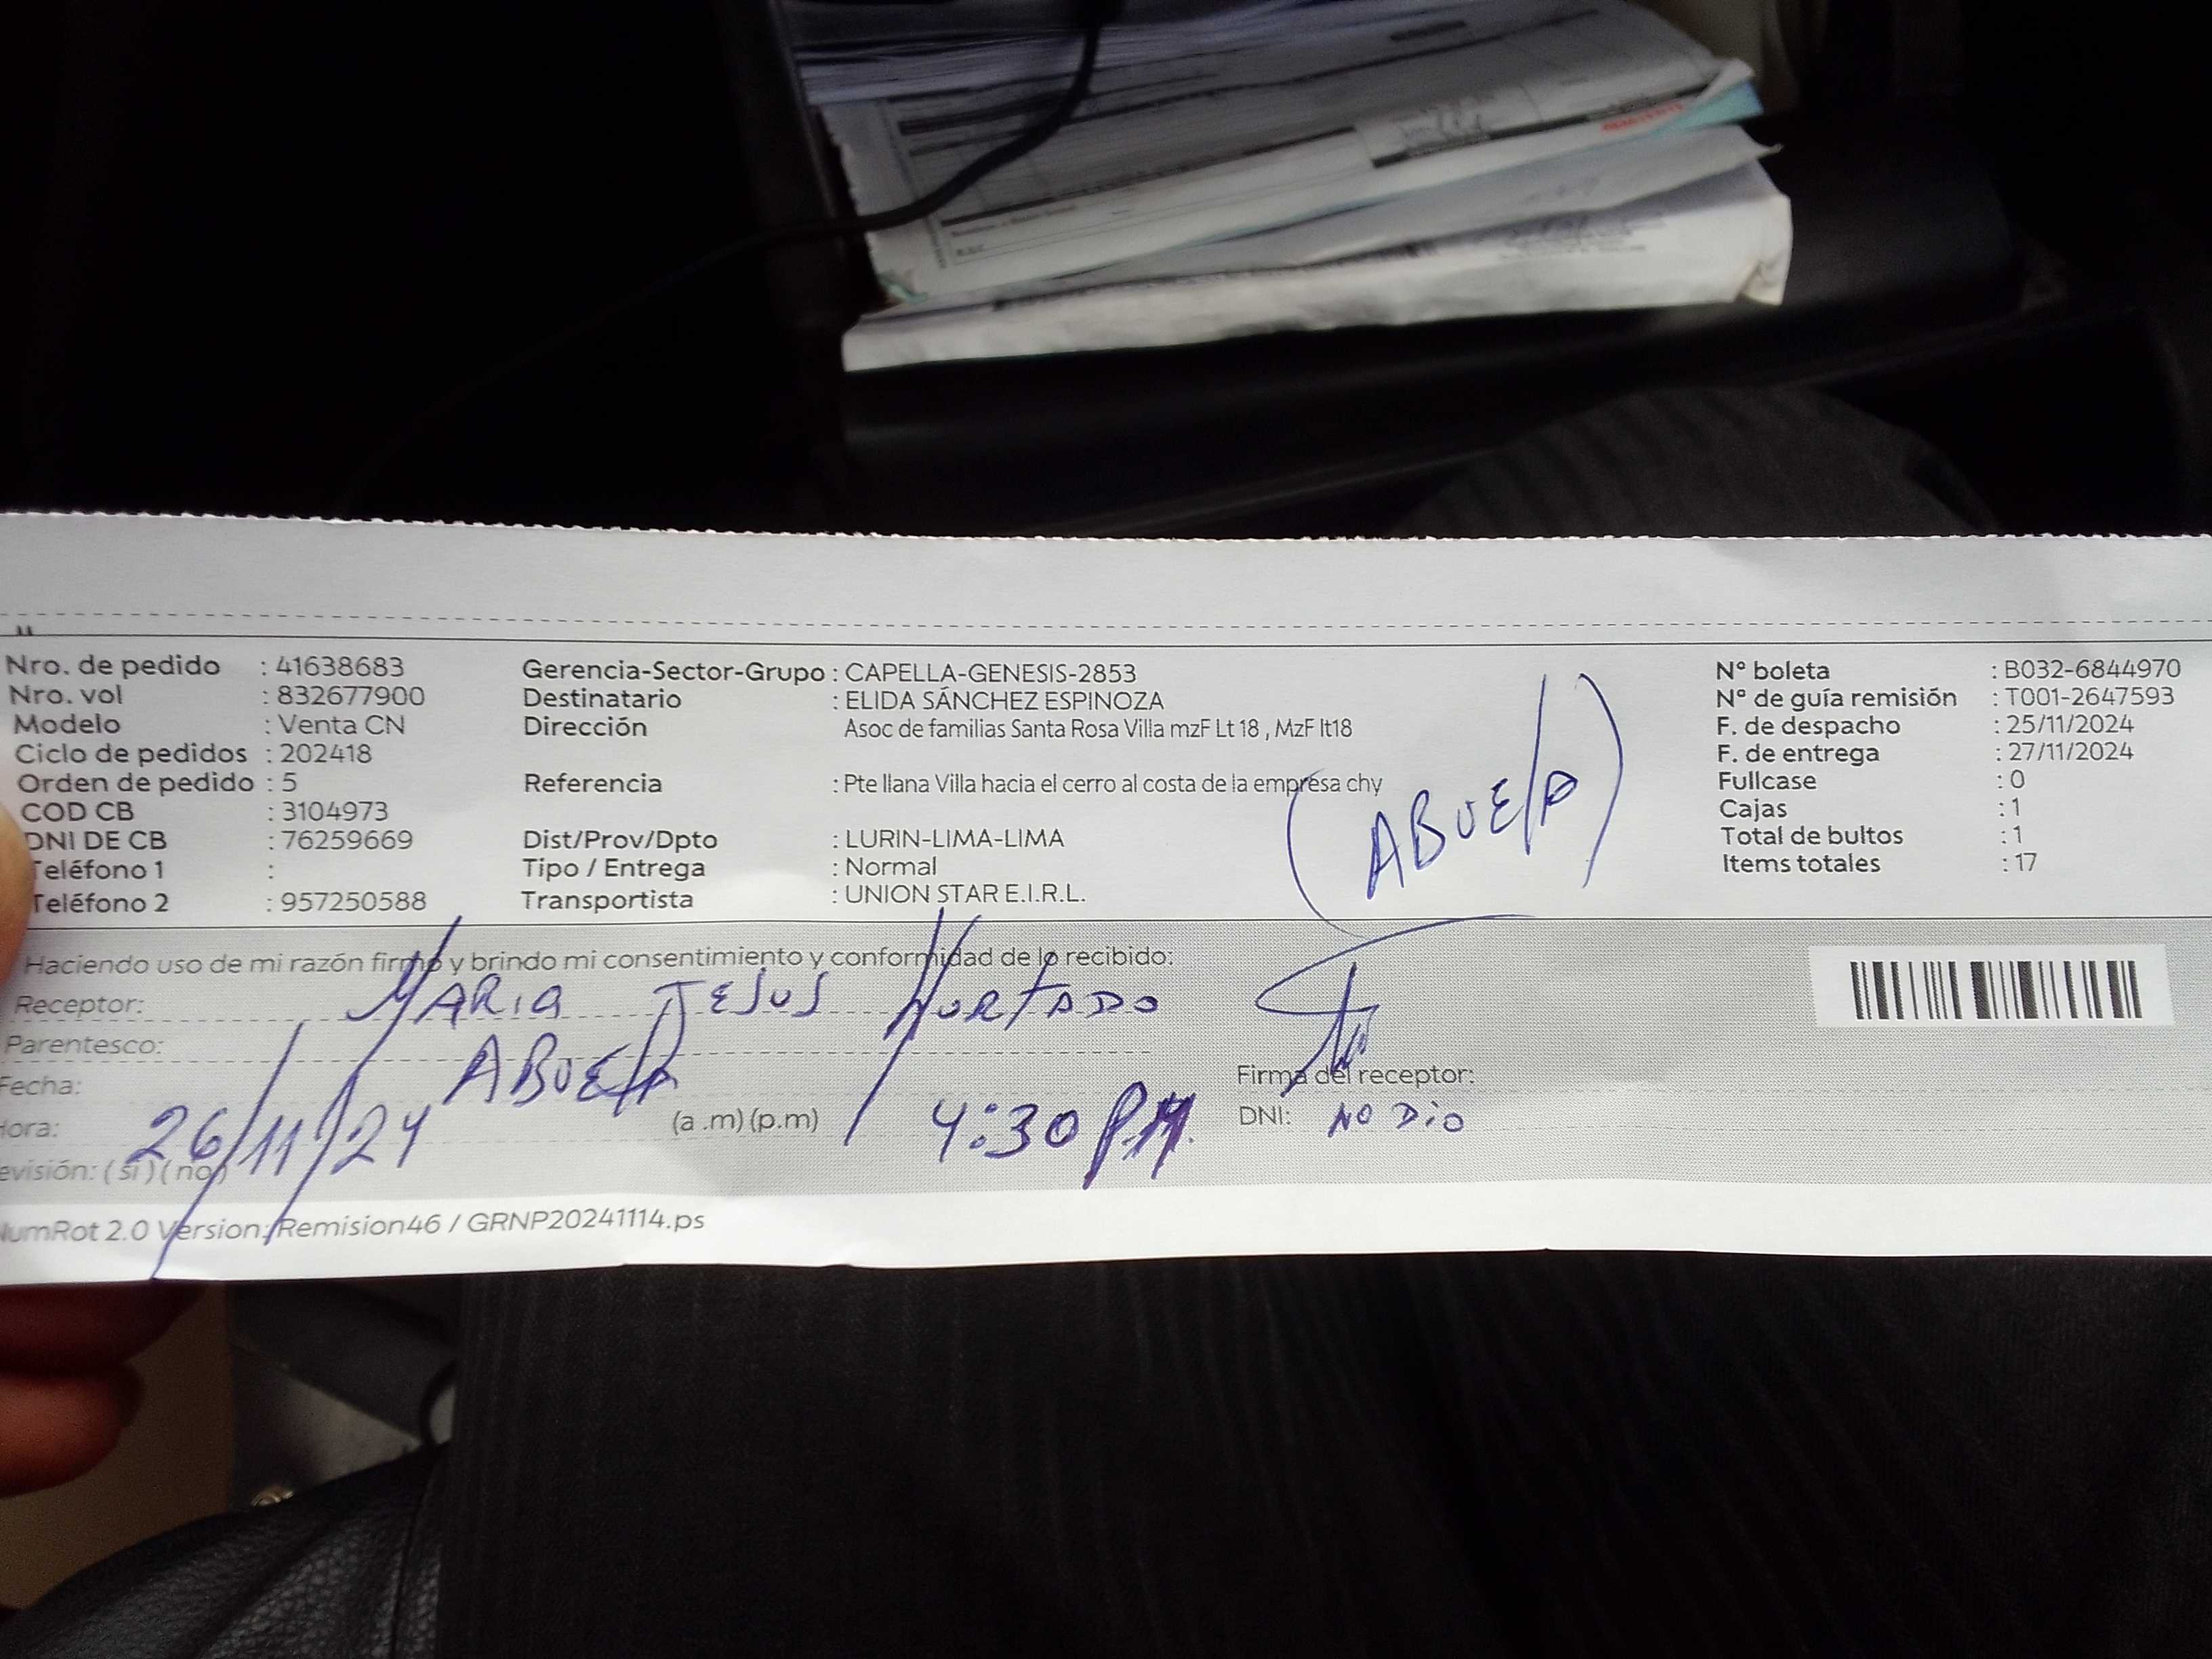 Nro. de pedido : 41638683
Nro. vol : 832677900
Modelo : Venta CN
Ciclo de pedidos : 202418
Orden de pedido : 5
COD CB : 3104973
DNI DE CB : 76259669
Teléfono 1 :
Teléfono 2 : 957250588
Gerencia-Sector-Grupo : CAPELLA-GENESIS-2853
Destinatario : ELIDA SÁNCHEZ ESPINOZA
Dirección Asoc de familias Santa Rosa Villa mzF Lt 18 , MzF lt18
Referencia : Pte llana Villa hacia el cerro al costa de la empresa chy
Dist/Prov/Dpto : LURIN-LIMA-LIMA
Tipo / Entrega : Normal
Transportista : UNION STAR E.I.R.L.
(ABUELA)
N° boleta : B032-6844970
N° de guía remisión : T001-2647593
F. de despacho : 25/11/2024
F. de entrega : 27/11/2024
Fullcase : 0
Cajas : 1
Total de bultos : 1
Items totales : 17
Haciendo uso de mi razón firmo y brindo mi consentimiento y conformidad de lo recibido:
Receptor: MARIA JESUS HURTADO
Parentesco: ABUELA
Fecha: 26/11/24
Hora: (a .m) (p.m) / 4:30 PM.
evisión: ( si ) ( no )
Firma del receptor:
DNI: NO DIO
NumRot 2.0 Version: Remision46 / GRNP20241114.ps